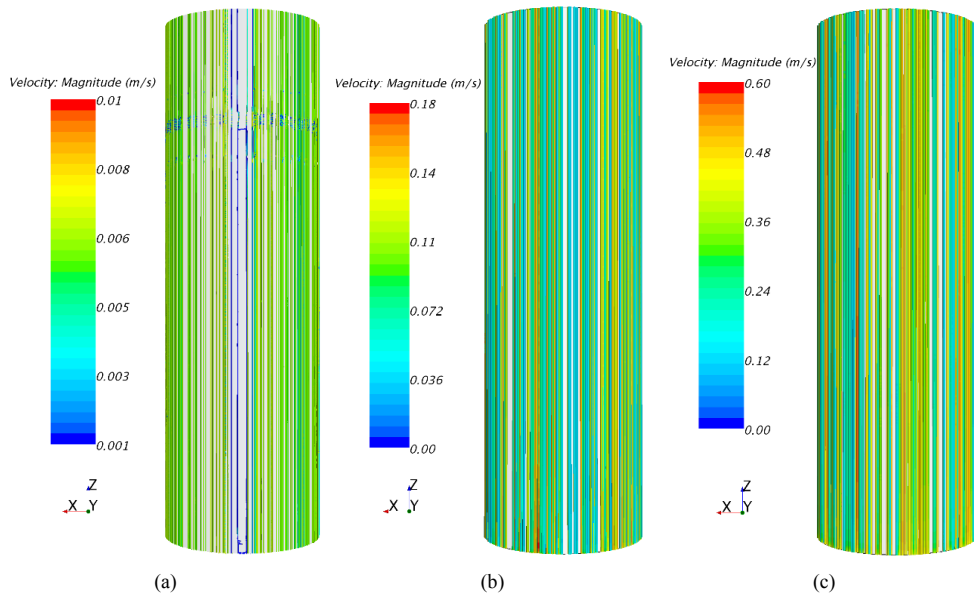 Velocity: Magnitude (m/s)
0.01
0.008
0.006
0.005
0.003
0.001
Z
X
Y
(a)
Velocity: Magnitude (m/s)
0.18
0.14
0.11
0.072
0.036
0.00
Z
X
Y
(b)
Velocity: Magnitude (m/s)
0.60
0.48
0.36
0.24
0.12
0.00
Z
X
Y
(c)